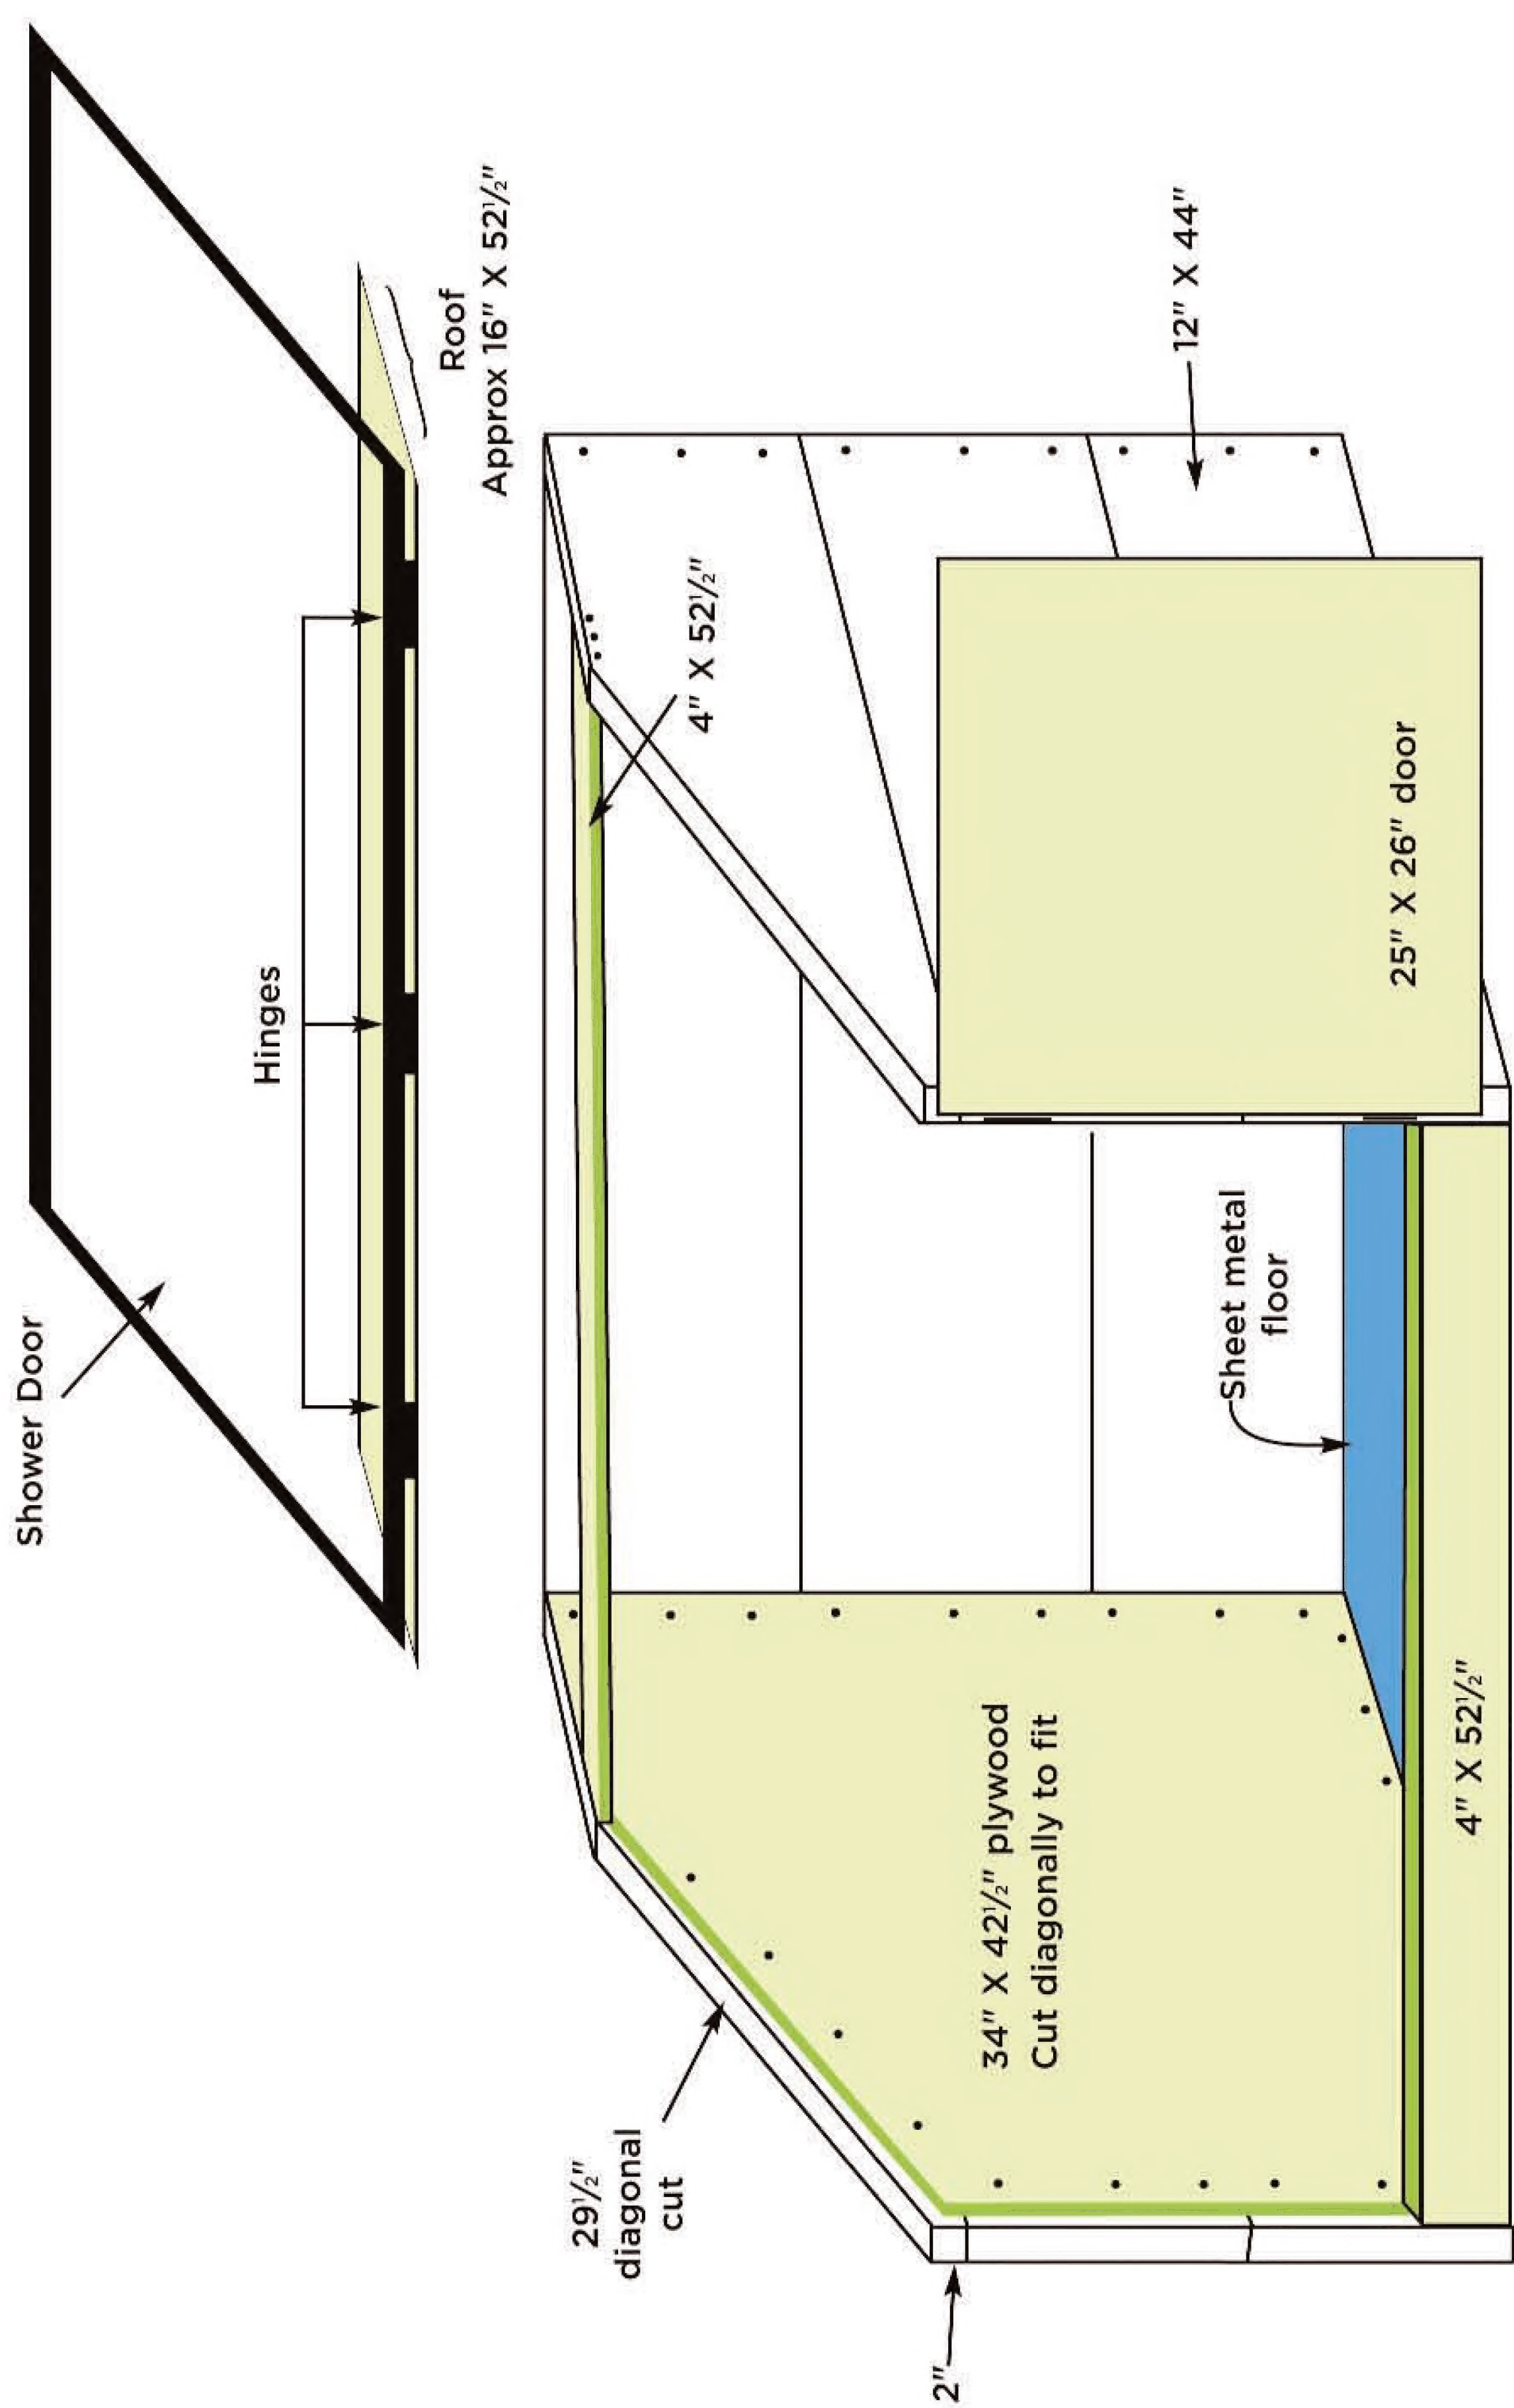 Shower Door
Hinges
Roof
Approx 16" X 52½"
4" X 52½"
12" X 44"
29½"
diagonal
cut
34" X 42½" plywood
Cut diagonally to fit
Sheet metal
floor
25" X 26" door
2"
4" X 52½"